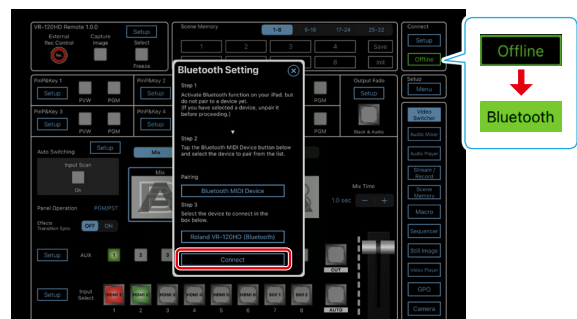 VR-120HD Remote 1.0.0
External
Rec Control
Capture
Image
Setup
Select
Freeze
Scene Memory
1-8
9-16
17-24
25-32
1
2
3
4
Save
8
Init
Connect
Setup
Offline
PinP&Key 1
Setup
PVW
PGM
PinP&Key 2
Setup
PGM
Output Fade
Setup
Black & Audio
Setup
Menu
PinP&Key 3
Setup
PVW
PGM
PinP&Key 4
Setup
Auto Switching
Setup
Input Scan
On
Mix
Mix
Panel Operation
PGM/PST
Effects
Transition Sync
OFF
ON
Mix Time
1.0 sec
−
+
Bluetooth Setting
Step 1
Activate Bluetooth function on your iPad, but
do not pair to a device yet.
(If you have selected a device, unpair it
before proceeding.)
▼
Step 2
Tap the Bluetooth MIDI Device button below
and select the device to pair from the list.
Pairing
Bluetooth MIDI Device
Step 3
Select the device to connect in the
box below.
Roland VR-120HD (Bluetooth)
Connect
Video
Switcher
Audio Mixer
Audio Player
Stream /
Record
Scene
Memory
Macro
Sequencer
Still Image
Video Player
GPO
Camera
Setup
AUX
1
2
3
CUT
Setup
Input
Select
HDMI 1
HDMI 2
HDMI 3
HDMI 4
HDMI 5
HDMI 6
SDI 1
SDI 2
AUTO
1
2
3
4
5
6
7
8
Offline
Bluetooth